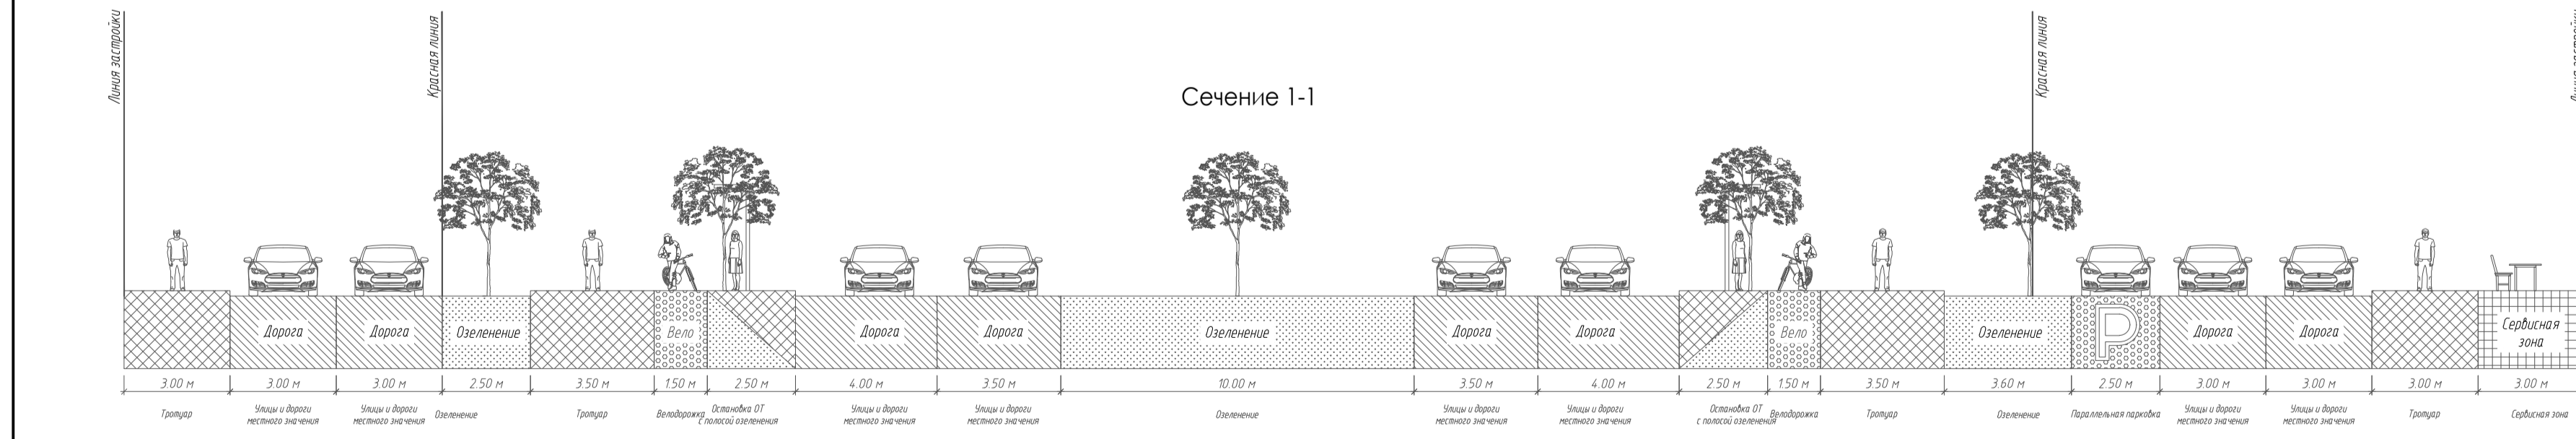 Линия застройки
Красная линия
Сечение 1-1
Красная линия
Линия застройки
Дорога
Дорога
Озеленение
Вело
Дорога
Дорога
Озеленение
Дорога
Дорога
Вело
Озеленение
P
Дорога
Дорога
Сервисная
зона
3.00 м
3.00 м
3.00 м
2.50 м
3.50 м
1.50 м
2.50 м
4.00 м
3.50 м
10.00 м
3.50 м
4.00 м
2.50 м
1.50 м
3.50 м
3.60 м
2.50 м
3.00 м
3.00 м
3.00 м
3.00 м
Тротуар
Улицы и дороги
местного значения
Улицы и дороги
местного значения
Озеленение
Тротуар
Велодорожка
Остановка ОТ
с полосой озеленения
Улицы и дороги
местного значения
Улицы и дороги
местного значения
Озеленение
Улицы и дороги
местного значения
Улицы и дороги
местного значения
Остановка ОТ
с полосой озеленения
Велодорожка
Тротуар
Озеленение
Параллельная парковка
Улицы и дороги
местного значения
Улицы и дороги
местного значения
Тротуар
Сервисная зона